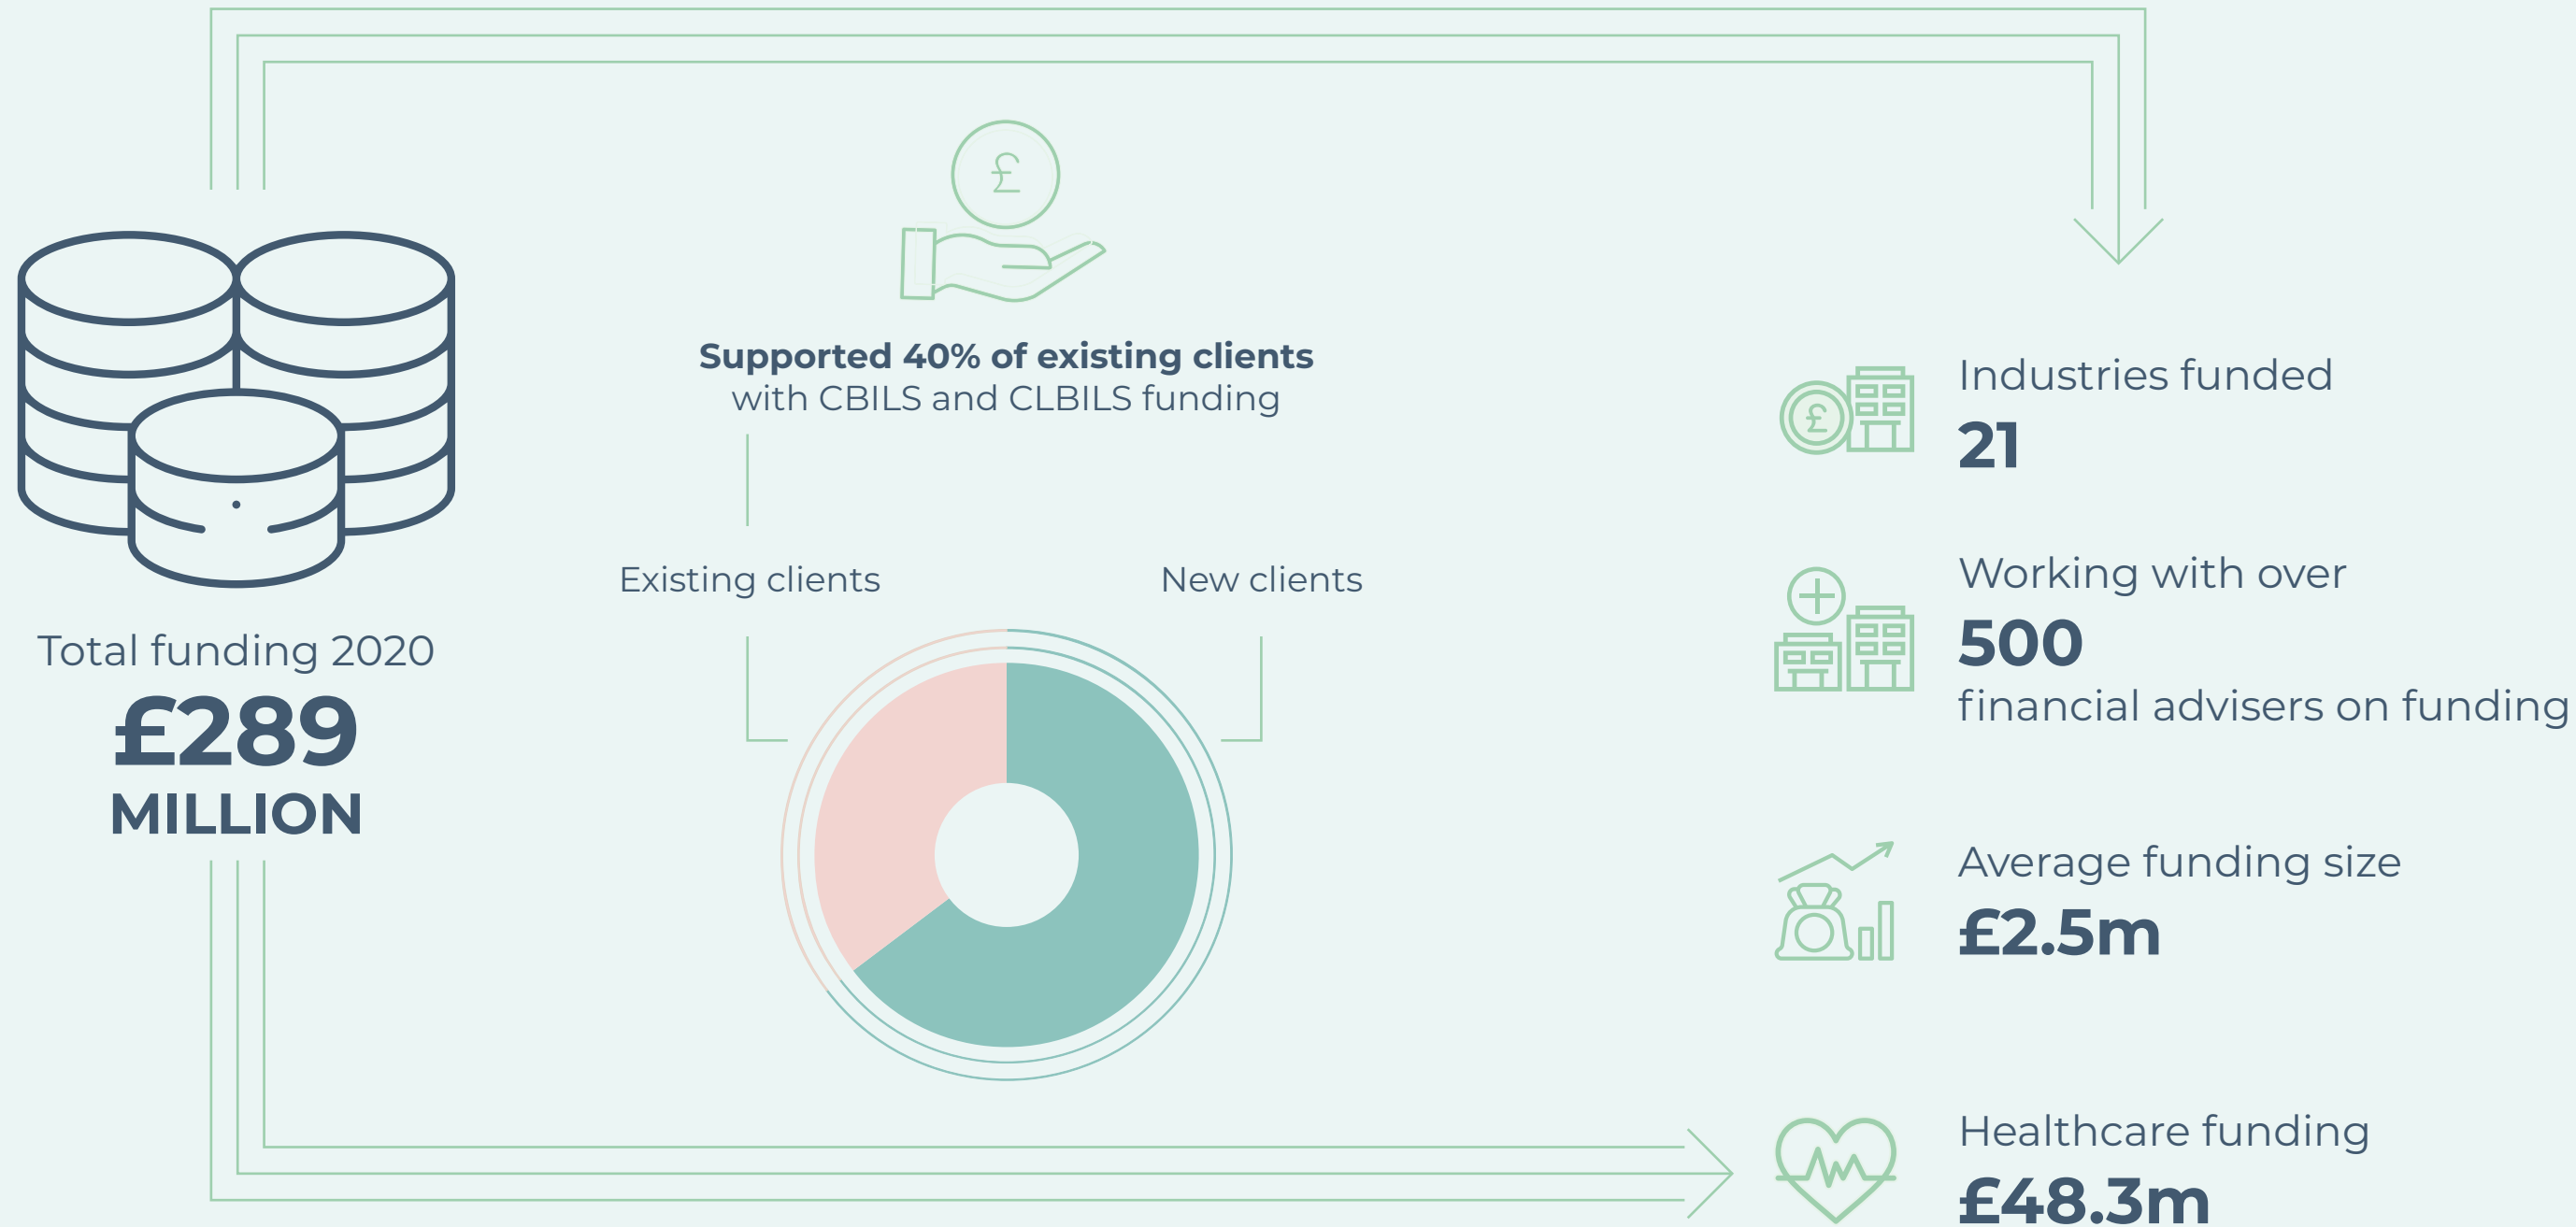 £
Supported 40% of existing clients
with CBILS and CLBILS funding
Existing clients
New clients
Total funding 2020
£289
MILLION
£
Industries funded
21
Working with over
500
financial advisers on funding
Average funding size
£2.5m
Healthcare funding
£48.3m